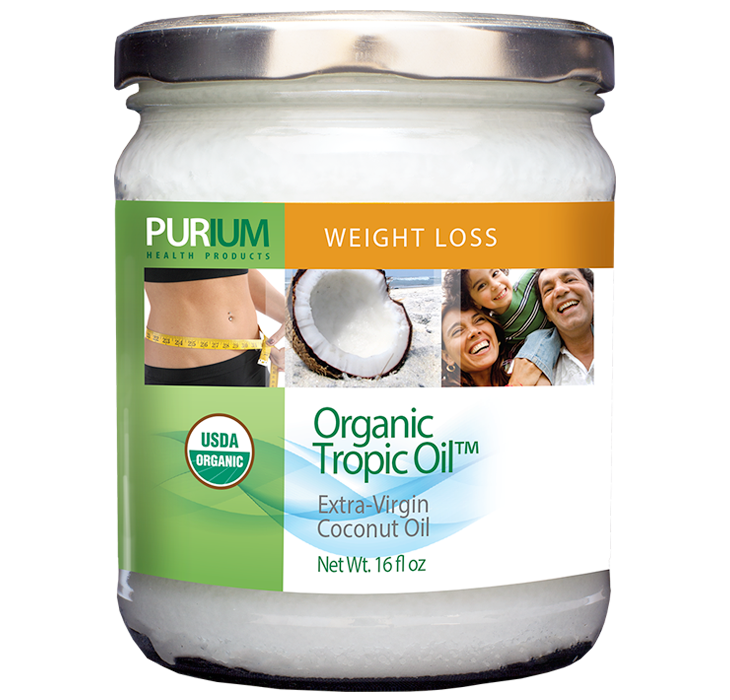 PURIUM
HEALTH PRODUCTS
WEIGHT LOSS
USDA
ORGANIC
Organic
Tropic Oil™
Extra-Virgin
Coconut Oil
Net Wt. 16 fl oz